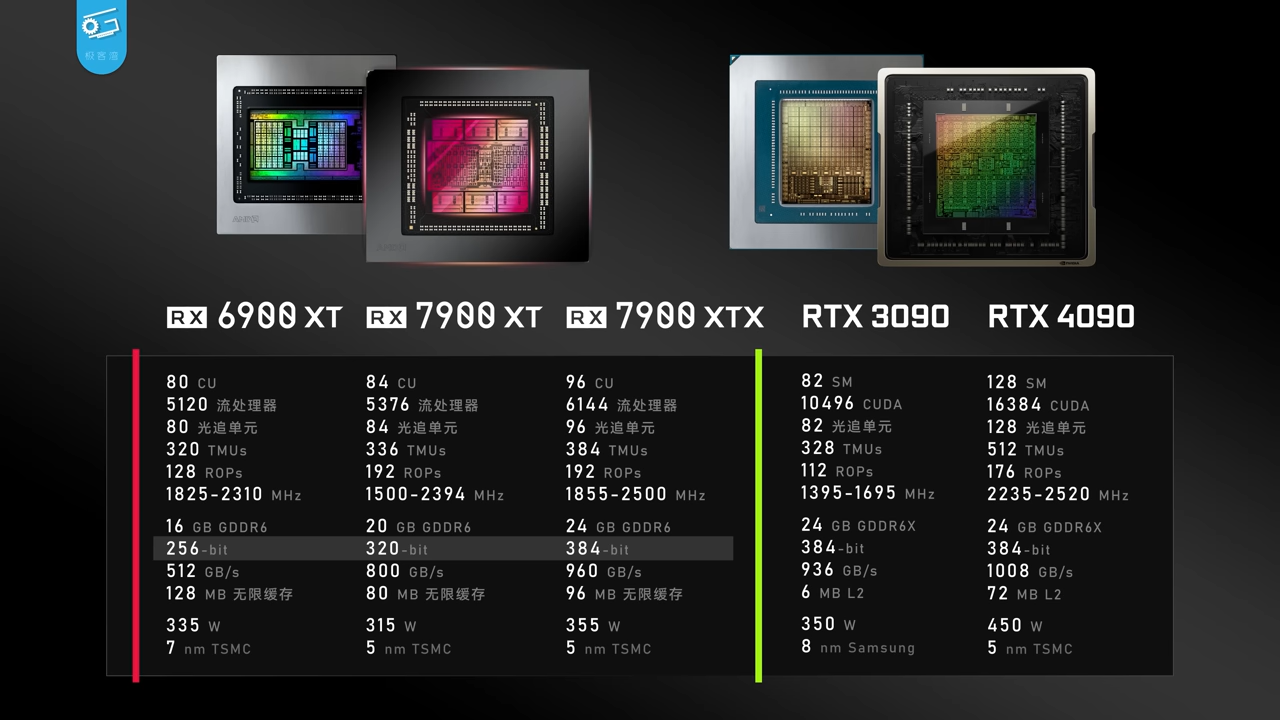 极客湾
RX 6900 XT
RX 7900 XT
RX 7900 XTX
RTX 3090
RTX 4090
80 CU
5120 流处理器
80 光追单元
320 TMUs
128 ROPs
1825-2310 MHz
16 GB GDDR6
256-bit
512 GB/s
128 MB 无限缓存
335 W
7 nm TSMC
84 CU
5376 流处理器
84 光追单元
336 TMUs
192 ROPs
1500-2394 MHz
20 GB GDDR6
320-bit
800 GB/s
80 MB 无限缓存
315 W
5 nm TSMC
96 CU
6144 流处理器
96 光追单元
384 TMUs
192 ROPs
1855-2500 MHz
24 GB GDDR6
384-bit
960 GB/s
96 MB 无限缓存
355 W
5 nm TSMC
82 SM
10496 CUDA
82 光追单元
328 TMUs
112 ROPs
1395-1695 MHz
24 GB GDDR6X
384-bit
936 GB/s
6 MB L2
350 W
8 nm Samsung
128 SM
16384 CUDA
128 光追单元
512 TMUs
176 ROPs
2235-2520 MHz
24 GB GDDR6X
384-bit
1008 GB/s
72 MB L2
450 W
5 nm TSMC